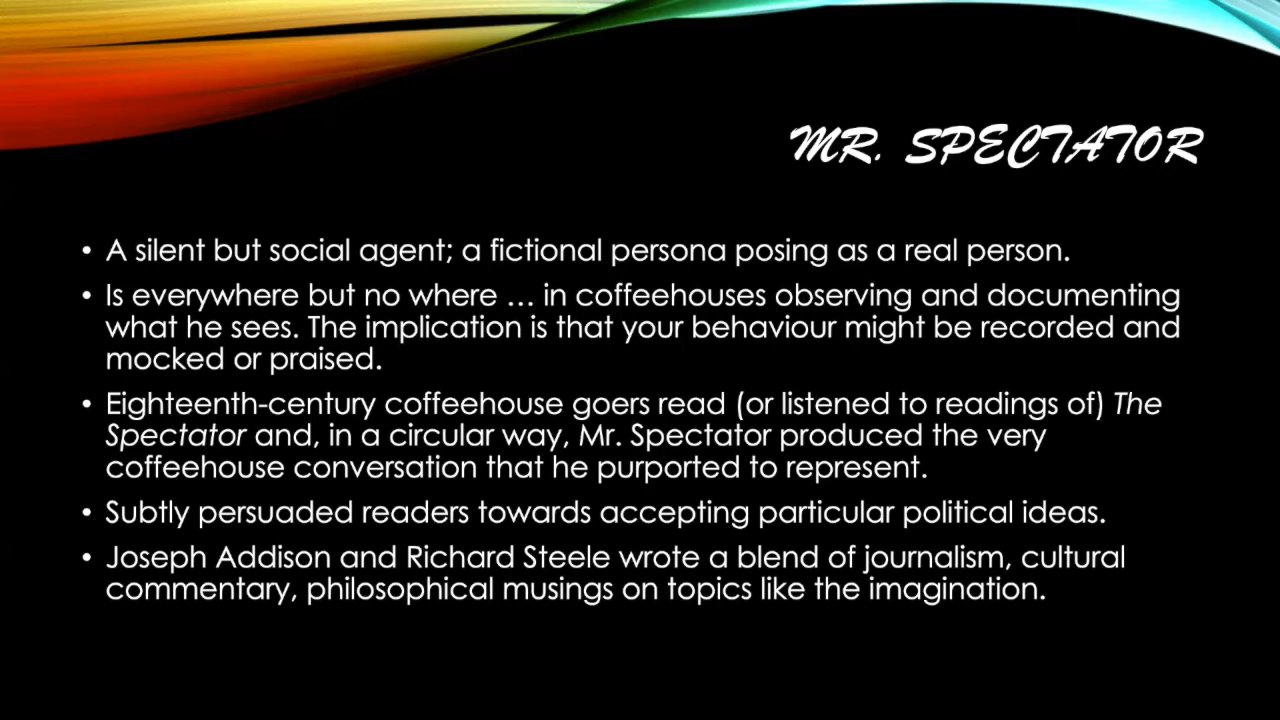 MR. SPECTATOR
• A silent but social agent; a fictional persona posing as a real person.
• Is everywhere but no where … in coffeehouses observing and documenting
what he sees. The implication is that your behaviour might be recorded and
mocked or praised.
• Eighteenth-century coffeehouse goers read (or listened to readings of) The
Spectator and, in a circular way, Mr. Spectator produced the very
coffeehouse conversation that he purported to represent.
• Subtly persuaded readers towards accepting particular political ideas.
• Joseph Addison and Richard Steele wrote a blend of journalism, cultural
commentary, philosophical musings on topics like the imagination.